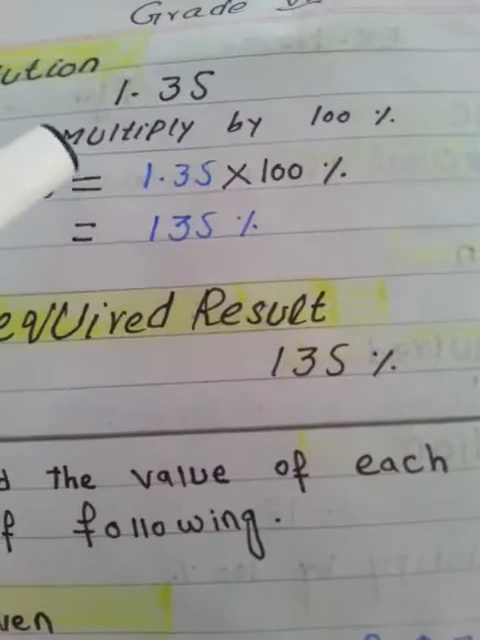 Grade
ution
1.35
Multiply by 100 %.
= 1.35 × 100 %.
= 135 %.
equired Result
135 %.
d the value of each
f following.
ven